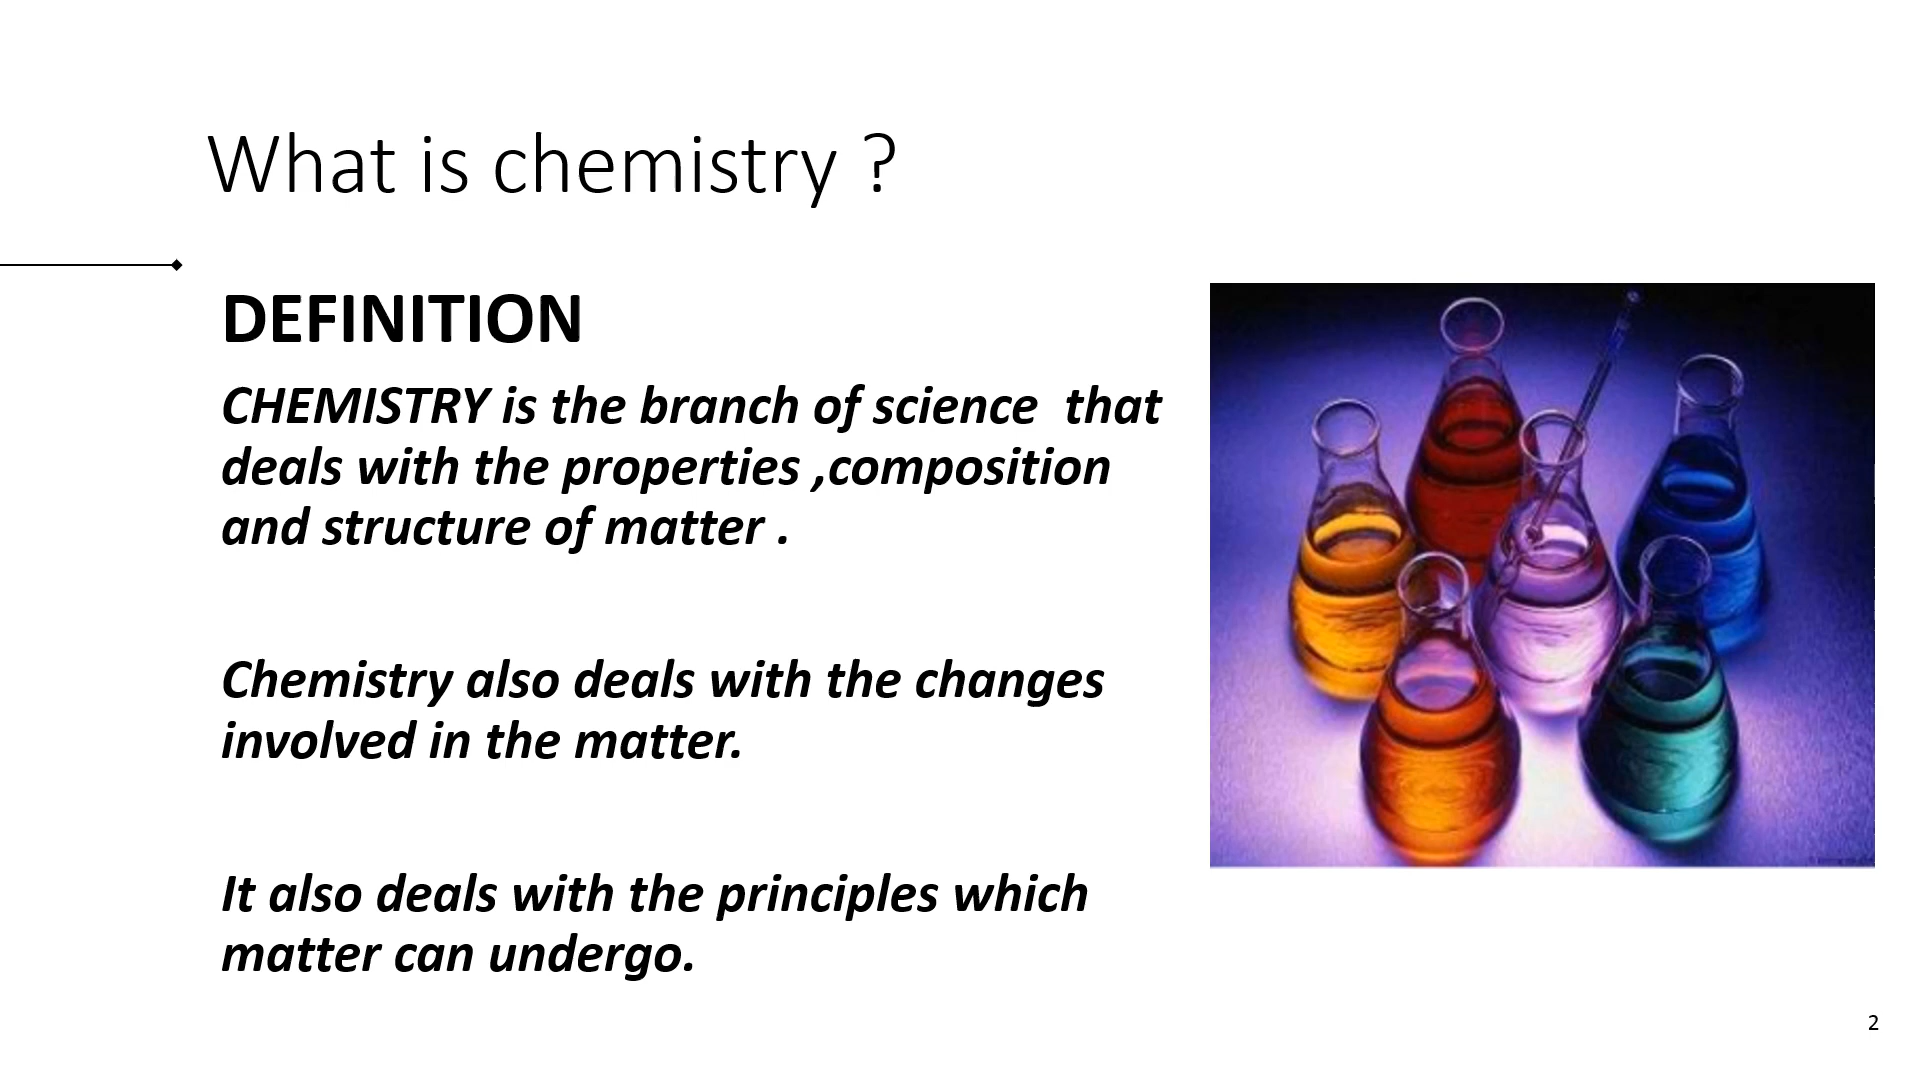 What is chemistry ?
DEFINITION
CHEMISTRY is the branch of science  that
deals with the properties ,composition
and structure of matter .
Chemistry also deals with the changes
involved in the matter.
It also deals with the principles which
matter can undergo.
2